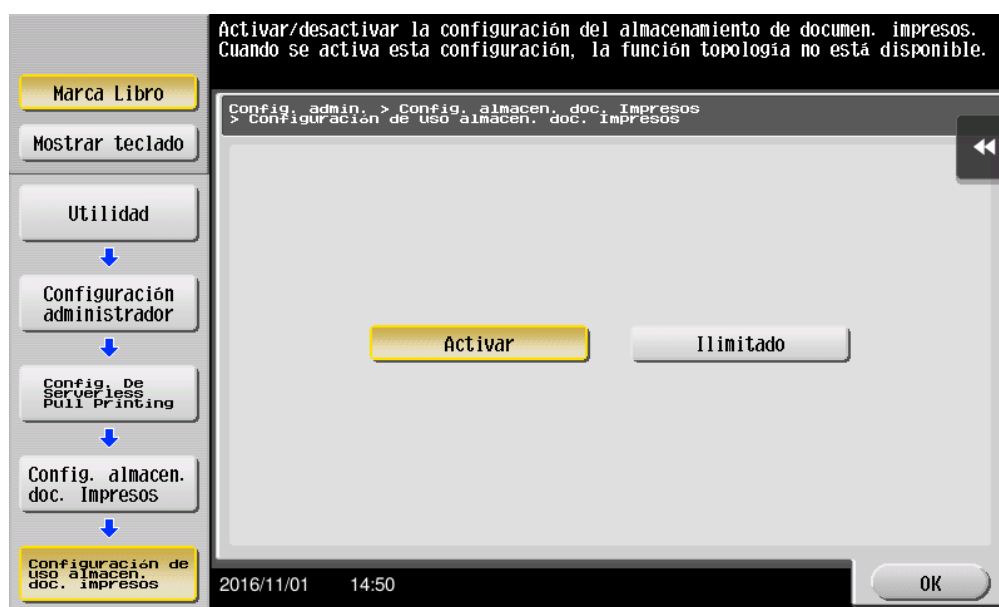 Activar/desactivar la configuración del almacenamiento de documen. impresos.
Cuando se activa esta configuración, la función topología no está disponible.
Marca Libro
Mostrar teclado
Config. admin. > Config. almacen. doc. Impresos
> Configuración de uso almacen. doc. impresos
Utilidad
Configuración
administrador
Config. De
Serverless
Pull Printing
Config. almacen.
doc. Impresos
Configuración de
uso almacen.
doc. impresos
Activar
Ilimitado
2016/11/01 14:50
OK